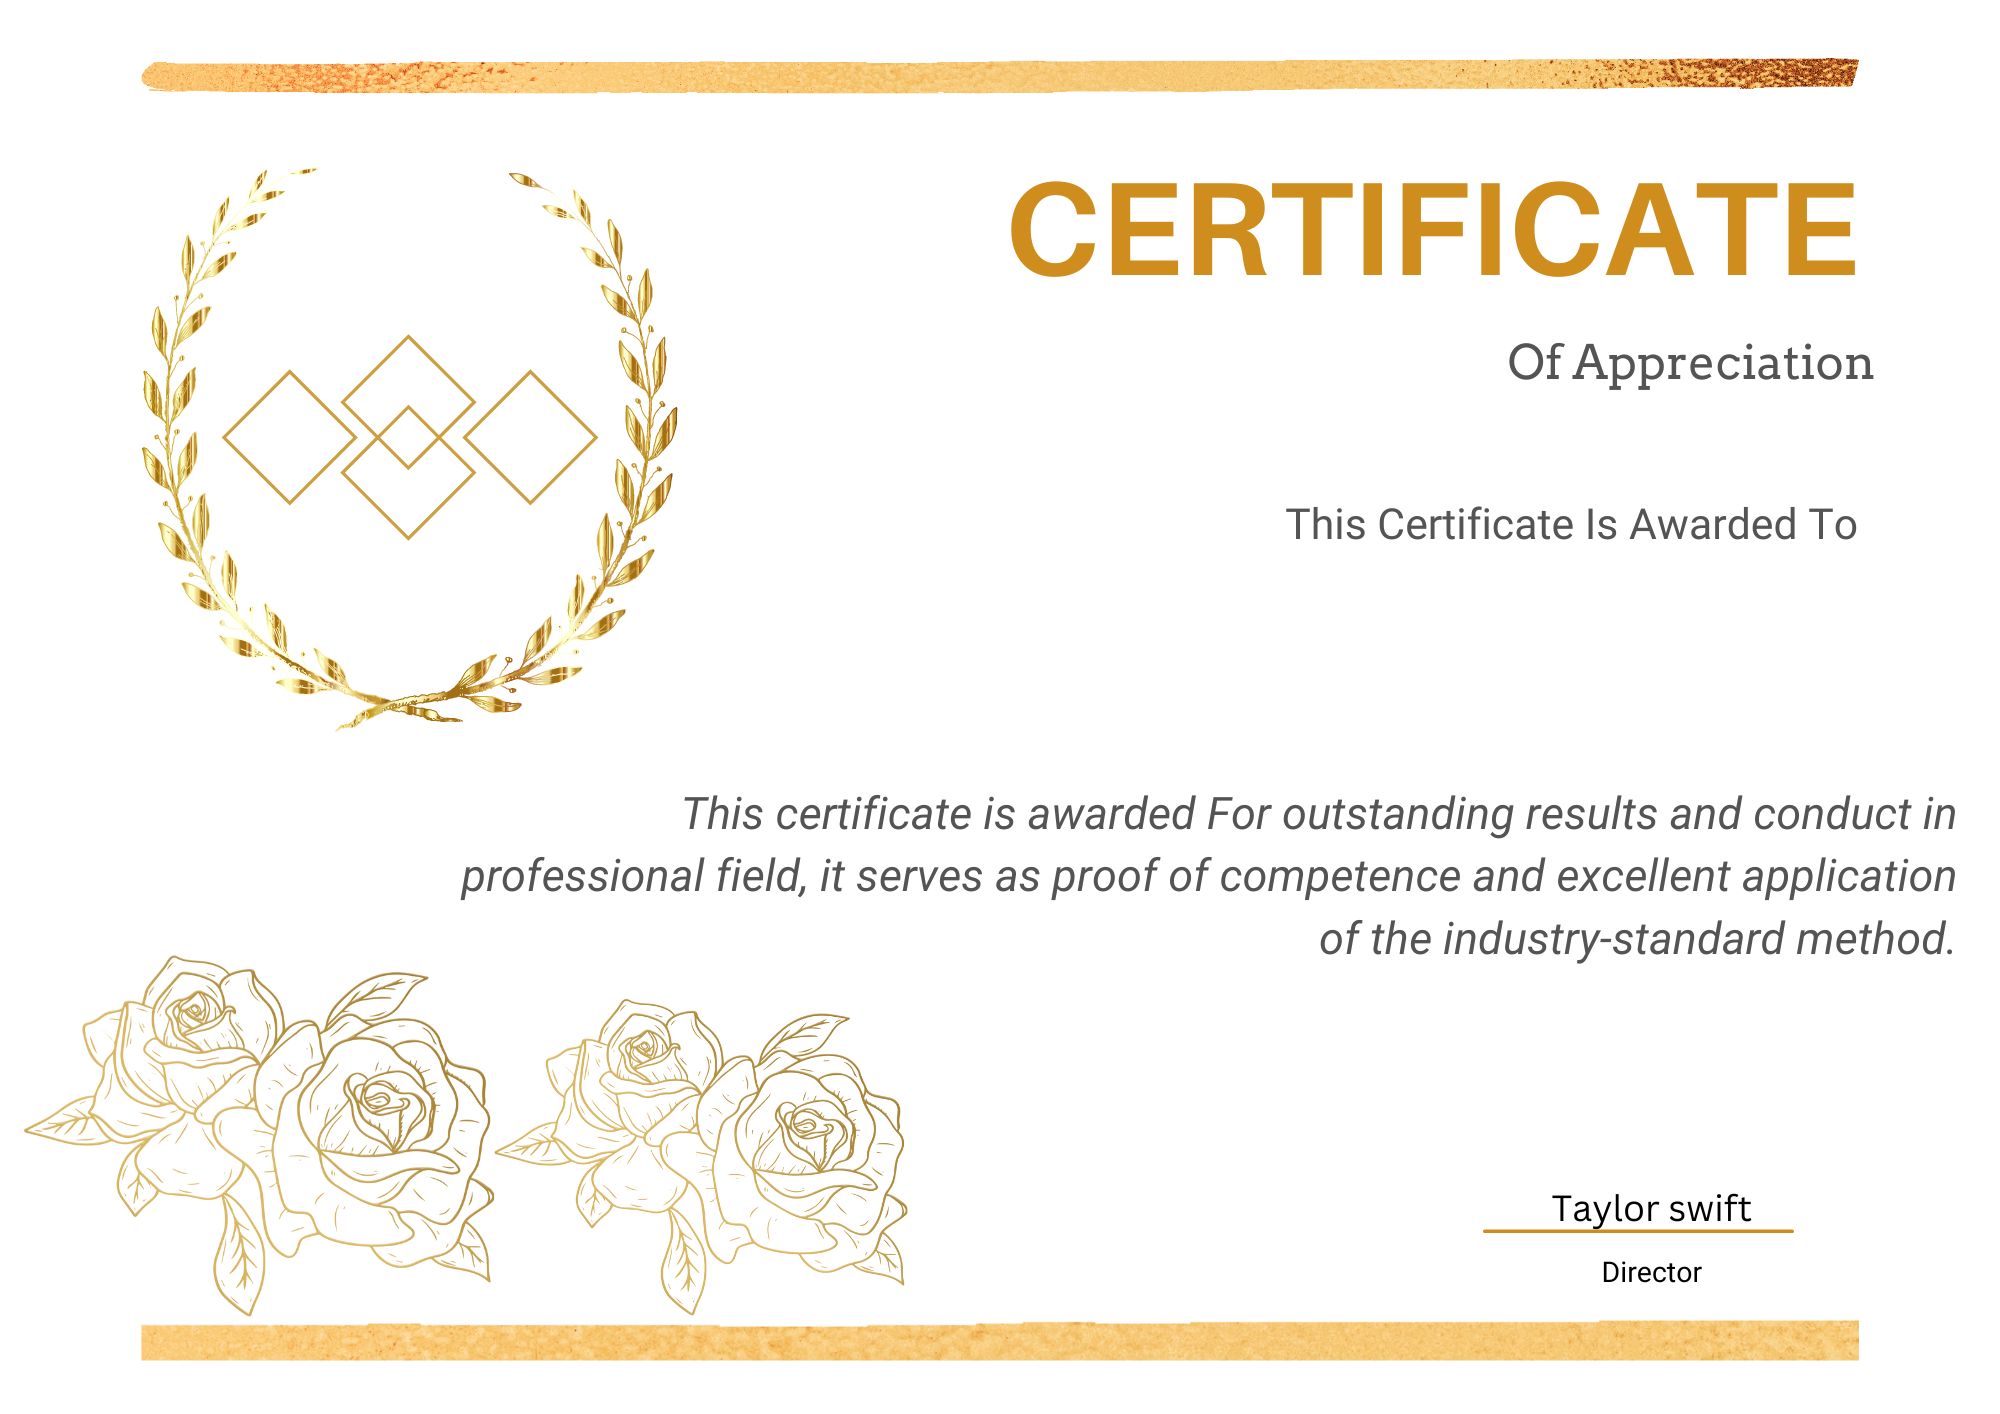 CERTIFICATE
Of Appreciation
This Certificate Is Awarded To
This certificate is awarded For outstanding results and conduct in
professional field, it serves as proof of competence and excellent application
of the industry-standard method.
Taylor swift
Director